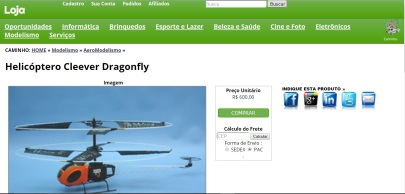 Loja
Cadastro Sua Conta Pedidos Afiliados
Busca Buscar
Oportunidades Informática Brinquedos Esporte e Lazer Beleza e Saúde Cine e Foto Eletrônicos
Modelismo Serviços
Carrinho
CAMINHO: HOME » Modelismo » AeroModelismo »
Helicóptero Cleever Dragonfly
Imagem
Preço Unitário
R$ 600,00
COMPRAR
Cálculo do Frete
CEP Calcular
Forma de Envio :
SEDEX PAC
INDIQUE ESTA PRODUTO »